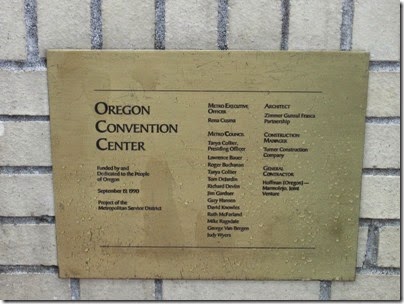 OREGON
CONVENTION
CENTER
Funded by and
Dedicated to the People
of Oregon
September 13, 1990
Project of the
Metropolitan Service District
METRO EXECUTIVE
OFFICER
Rena Cusma
METRO COUNCIL
Tanya Collier,
Presiding Officer
Lawrence Bauer
Roger Buchanan
Tanya Collier
Tom DeJardin
Richard Devlin
Jim Gardner
Gary Hansen
David Knowles
Ruth McFarland
Mike Ragsdale
George Van Bergen
Judy Wyers
ARCHITECT
Zimmer Gunsul Frasca
Partnership
CONSTRUCTION
MANAGER
Turner Construction
Company
GENERAL
CONTRACTOR
Hoffman (Oregon)—
Marmolejo, Joint
Venture